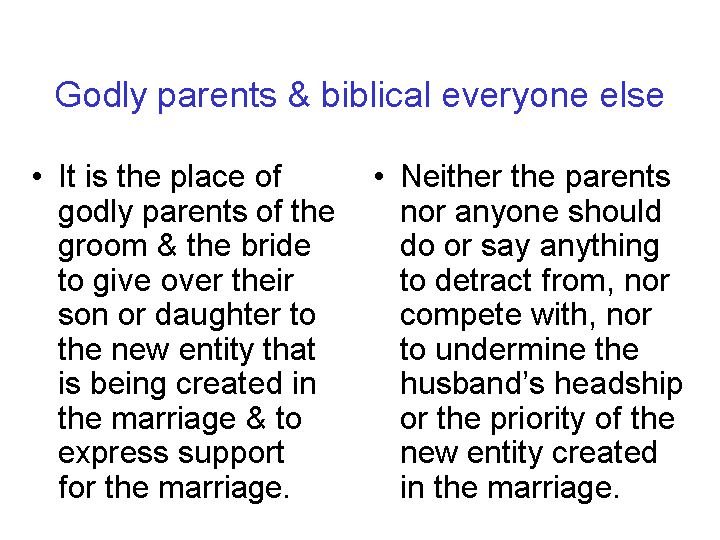 Godly parents & biblical everyone else
• It is the place of
godly parents of the
groom & the bride
to give over their
son or daughter to
the new entity that
is being created in
the marriage & to
express support
for the marriage.
• Neither the parents
nor anyone should
do or say anything
to detract from, nor
compete with, nor
to undermine the
husband’s headship
or the priority of the
new entity created
in the marriage.